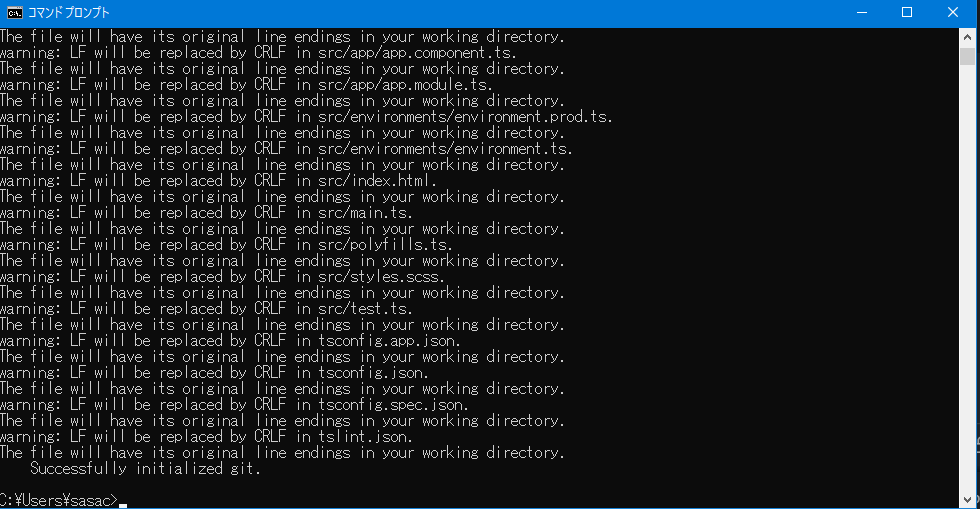 コマンド プロンプト
The file will have its original line endings in your working directory.
warning: LF will be replaced by CRLF in src/app/app.component.ts.
The file will have its original line endings in your working directory.
warning: LF will be replaced by CRLF in src/app/app.module.ts.
The file will have its original line endings in your working directory.
warning: LF will be replaced by CRLF in src/environments/environment.prod.ts.
The file will have its original line endings in your working directory.
warning: LF will be replaced by CRLF in src/environments/environment.ts.
The file will have its original line endings in your working directory.
warning: LF will be replaced by CRLF in src/index.html.
The file will have its original line endings in your working directory.
warning: LF will be replaced by CRLF in src/main.ts.
The file will have its original line endings in your working directory.
warning: LF will be replaced by CRLF in src/polyfills.ts.
The file will have its original line endings in your working directory.
warning: LF will be replaced by CRLF in src/styles.scss.
The file will have its original line endings in your working directory.
warning: LF will be replaced by CRLF in src/test.ts.
The file will have its original line endings in your working directory.
warning: LF will be replaced by CRLF in tsconfig.app.json.
The file will have its original line endings in your working directory.
warning: LF will be replaced by CRLF in tsconfig.json.
The file will have its original line endings in your working directory.
warning: LF will be replaced by CRLF in tsconfig.spec.json.
The file will have its original line endings in your working directory.
warning: LF will be replaced by CRLF in tslint.json.
The file will have its original line endings in your working directory.
Successfully initialized git.
C:¥Users¥sasac>